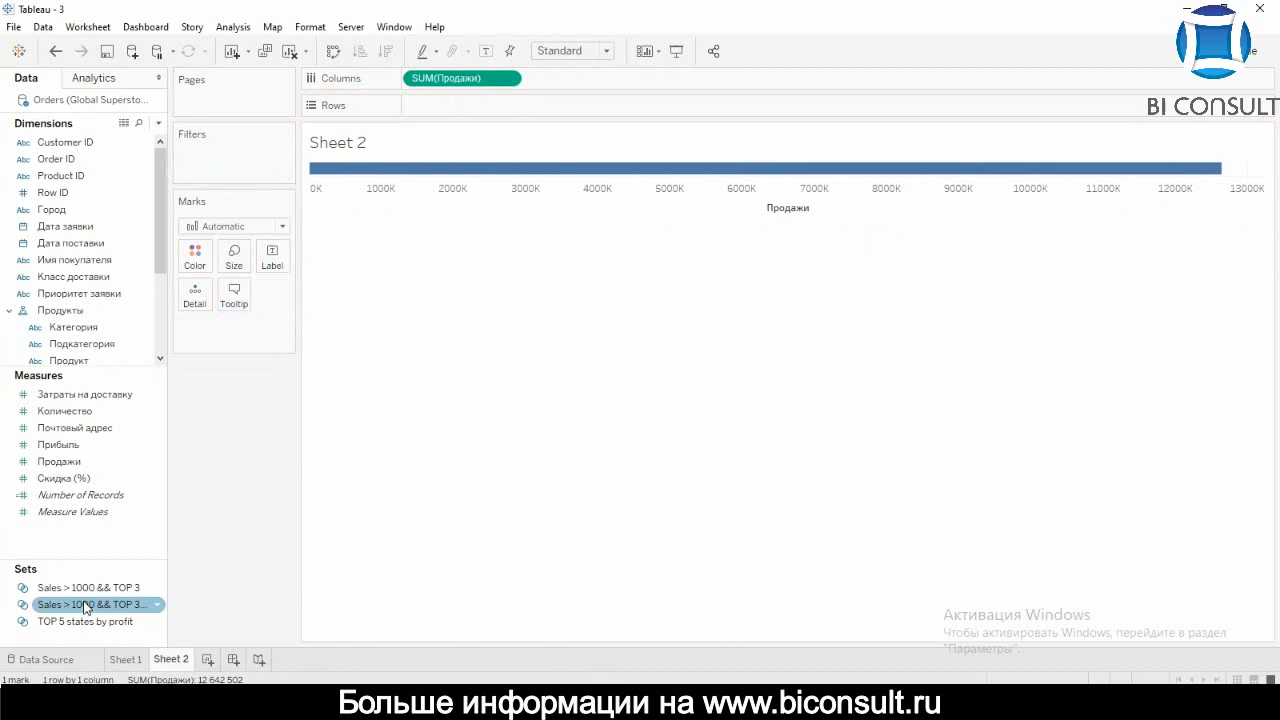 Tableau - 3
File Data Worksheet Dashboard Story Analysis Map Format Server Window Help
Standard
BI CONSULT
Data Analytics
Orders (Global Supersto...
Dimensions
Customer ID
Order ID
Product ID
Row ID
Город
Дата заявки
Дата поставки
Имя покупателя
Класс доставки
Приоритет заявки
Продукты
Категория
Подкатегория
Продукт
Measures
Затраты на доставку
Количество
Почтовый адрес
Прибыль
Продажи
Скидка (%)
Number of Records
Measure Values
Sets
Sales > 1000 && TOP 3
Sales > 1000 && TOP 3...
TOP 5 states by profit
Pages
Filters
Marks
Automatic
Color Size Label
Detail Tooltip
Columns SUM(Продажи)
Rows
Sheet 2
0K 1000K 2000K 3000K 4000K 5000K 6000K 7000K 8000K 9000K 10000K 11000K 12000K 13000K
Продажи
Активация Windows
Чтобы активировать Windows, перейдите в раздел
"Параметры".
Data Source Sheet 1 Sheet 2
1 mark 1 row by 1 column SUM(Продажи): 12 642 502
Больше информации на www.biconsult.ru